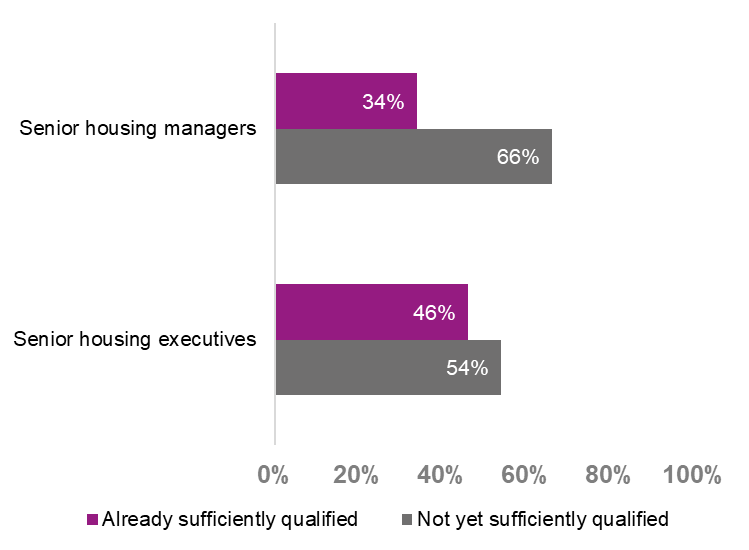 34%
Senior housing managers
66%
46%
Senior housing executives
54%
0% 20% 40% 60% 80% 100%
Already sufficiently qualified Not yet sufficiently qualified